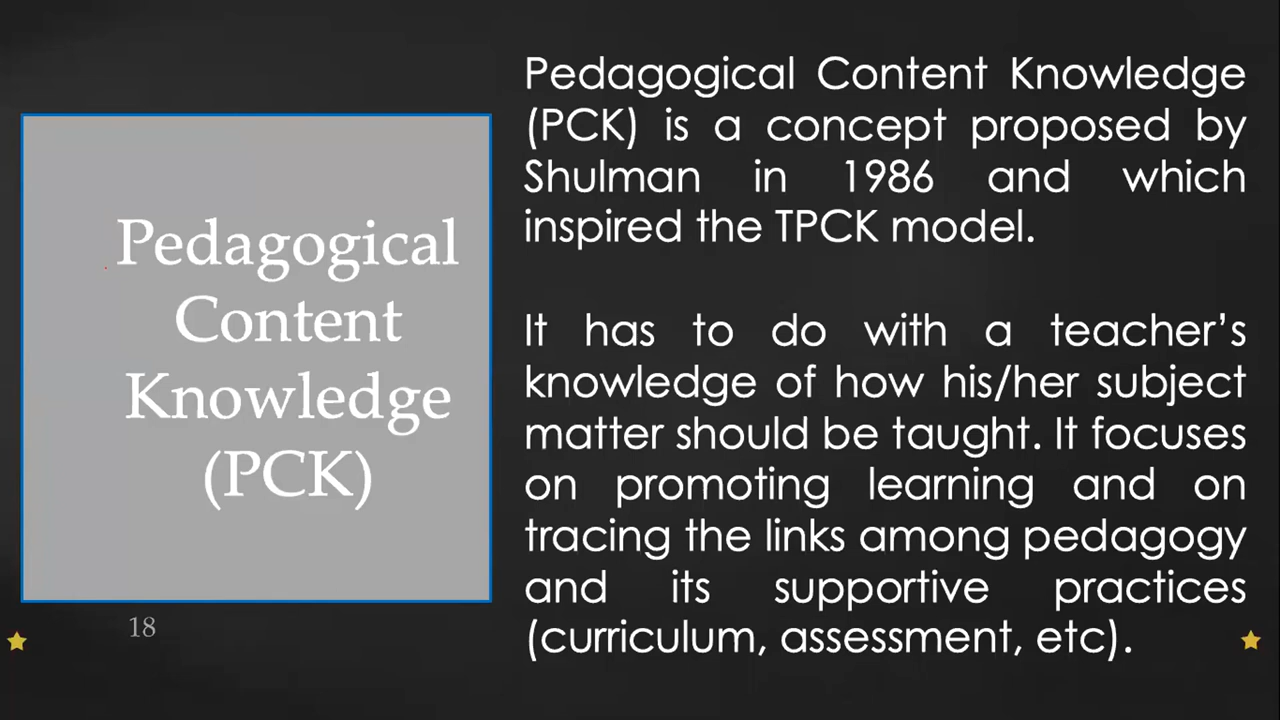 Pedagogical
Content
Knowledge
(PCK)
18
Pedagogical Content Knowledge
(PCK) is a concept proposed by
Shulman in 1986 and which
inspired the TPCK model.
It has to do with a teacher’s
knowledge of how his/her subject
matter should be taught. It focuses
on promoting learning and on
tracing the links among pedagogy
and its supportive practices
(curriculum, assessment, etc).